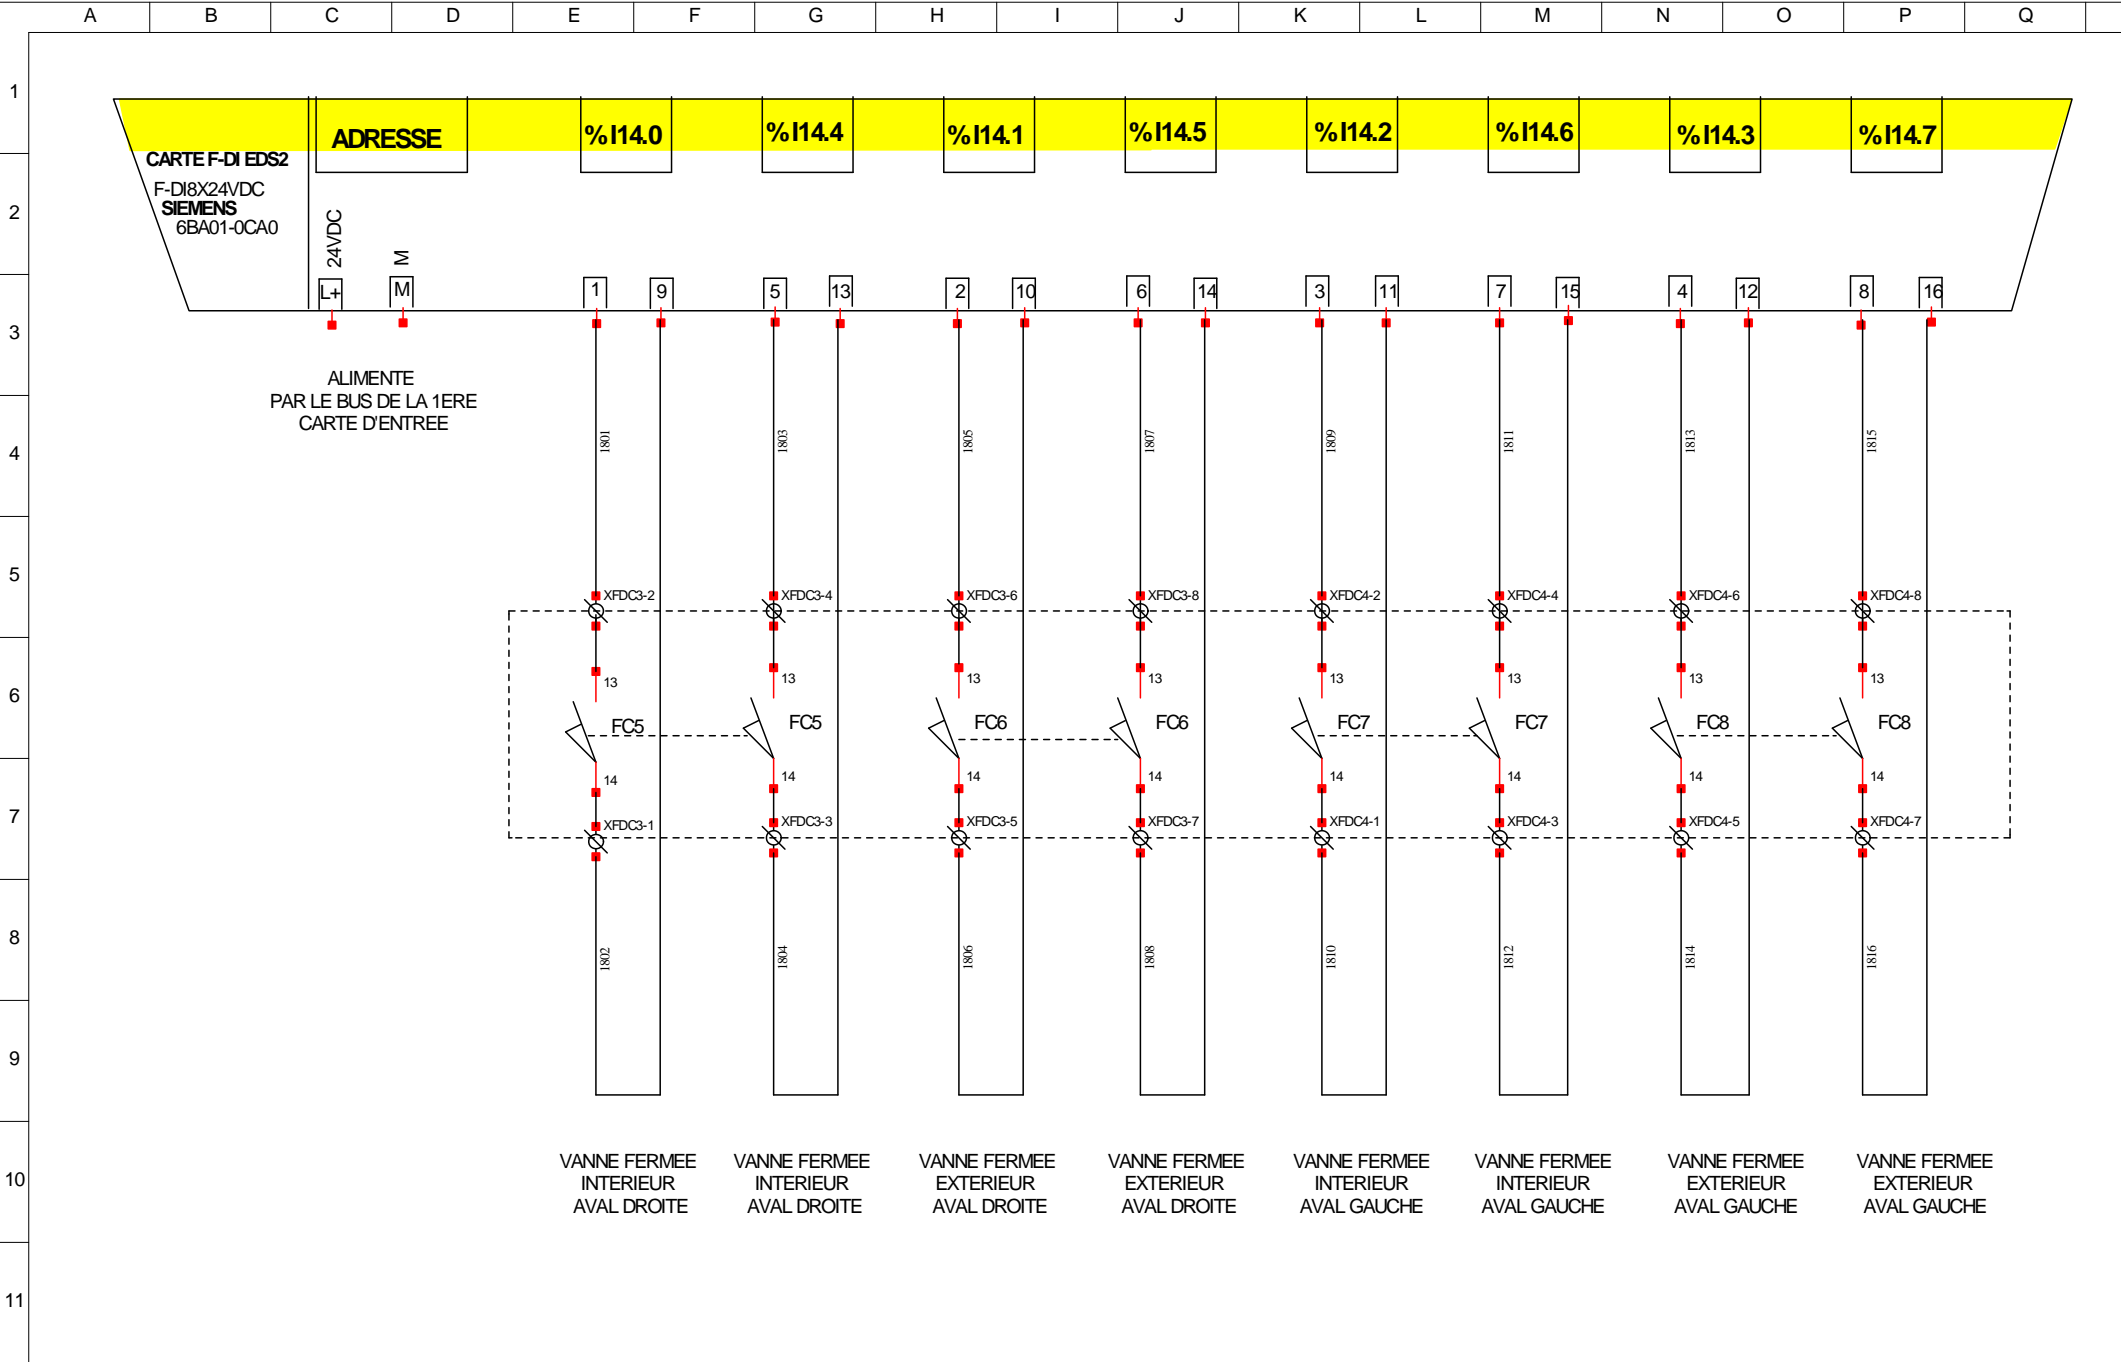 A B C D E F G H I J K L M N O P Q
1
ADRESSE %I14.0 %I14.4 %I14.1 %I14.5 %I14.2 %I14.6 %I14.3 %I14.7
CARTE F-DI EDS2
F-DI8X24VDC
SIEMENS
6BA01-0CA0
2
24VDC M
L+ M 1 9 5 13 2 10 6 14 3 11 7 15 4 12 8 16
3
ALIMENTE
PAR LE BUS DE LA 1ERE
CARTE D'ENTREE
4
1801 1803 1805 1807 1809 1811 1813 1815
5
XFDC3-2 XFDC3-4 XFDC3-6 XFDC3-8 XFDC4-2 XFDC4-4 XFDC4-6 XFDC4-8
13 13 13 13 13 13 13 13
6
FC5 FC5 FC6 FC6 FC7 FC7 FC8 FC8
14 14 14 14 14 14 14 14
7
XFDC3-1 XFDC3-3 XFDC3-5 XFDC3-7 XFDC4-1 XFDC4-3 XFDC4-5 XFDC4-7
8
1802 1804 1806 1808 1810 1812 1814 1816
9
VANNE FERMEE
INTERIEUR
AVAL DROITE
VANNE FERMEE
INTERIEUR
AVAL DROITE
VANNE FERMEE
EXTERIEUR
AVAL DROITE
VANNE FERMEE
EXTERIEUR
AVAL DROITE
VANNE FERMEE
INTERIEUR
AVAL GAUCHE
VANNE FERMEE
INTERIEUR
AVAL GAUCHE
VANNE FERMEE
EXTERIEUR
AVAL GAUCHE
VANNE FERMEE
EXTERIEUR
AVAL GAUCHE
10
11